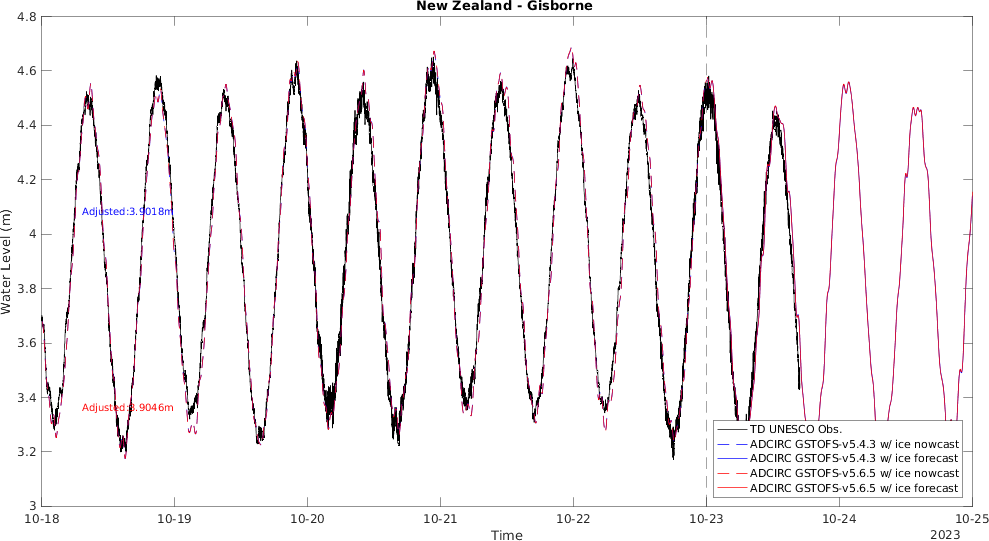 New Zealand - Gisborne
4.8
4.6
4.4
4.2
4
3.8
3.6
3.4
3.2
3
Water Level (m)
Adjusted:3.9018m
Adjusted:3.9046m
TD UNESCO Obs.
ADCIRC GSTOFS-v5.4.3 w/ ice nowcast
ADCIRC GSTOFS-v5.4.3 w/ ice forecast
ADCIRC GSTOFS-v5.6.5 w/ ice nowcast
ADCIRC GSTOFS-v5.6.5 w/ ice forecast
10-18 10-19 10-20 10-21 10-22 10-23 10-24 10-25
Time
2023